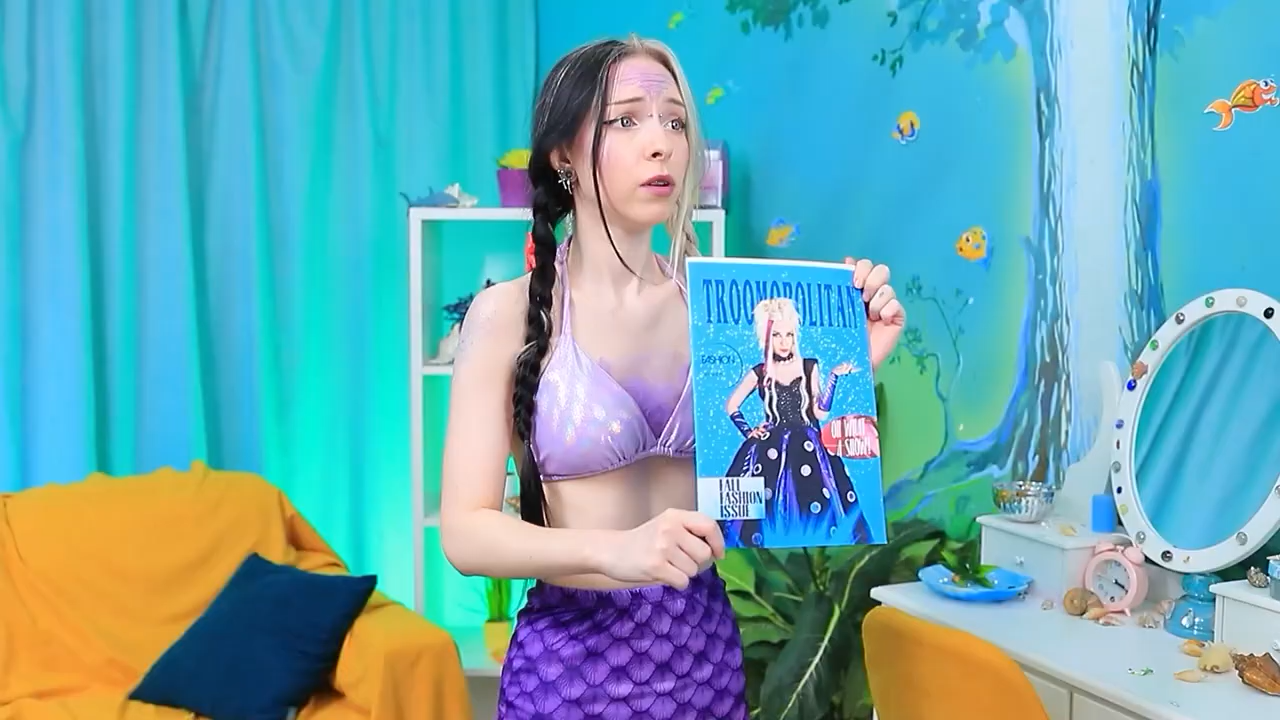 TROOMOPOLITAN
FASHION
OH WHAT
A SHOW!
FALL
FASHION
ISSUE